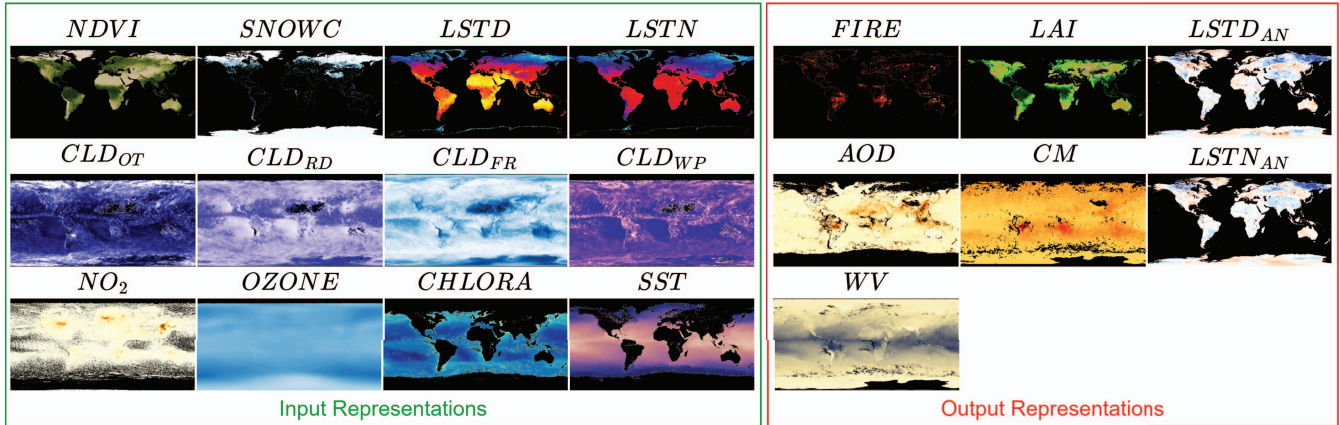 NDVI SNOWC LSTD LSTN FIRE LAI LSTD_AN
CLD_OT CLD_RD CLD_FR CLD_WP AOD CM LSTN_AN
NO_2 OZONE CHLORA SST WV
Input Representations Output Representations